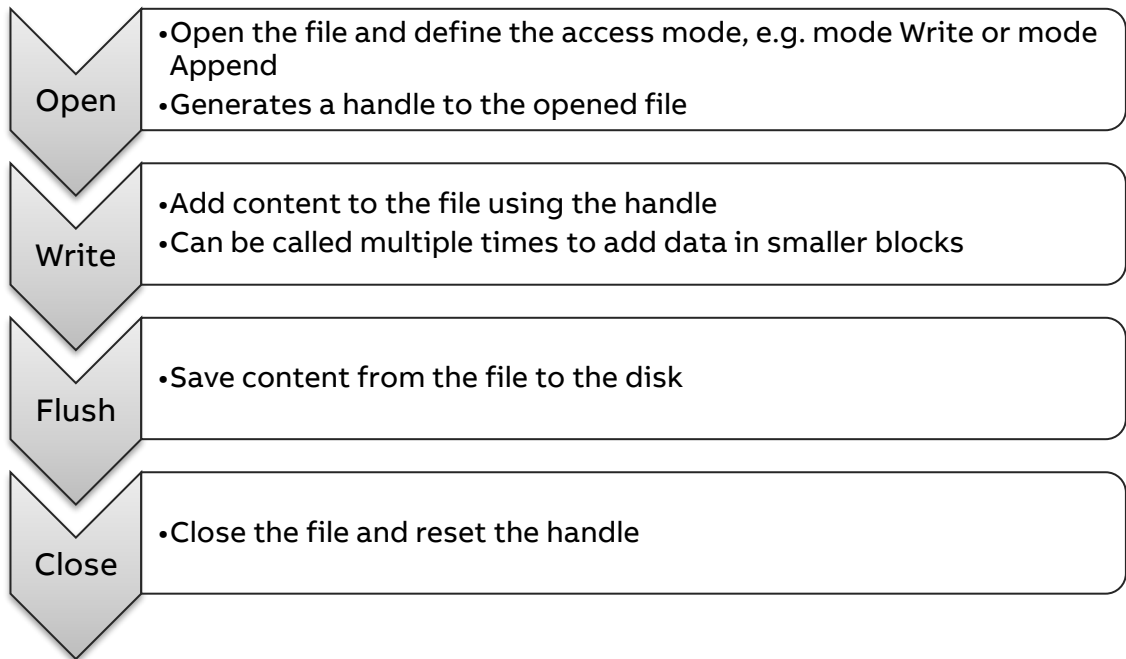 Open
•Open the file and define the access mode, e.g. mode Write or mode
Append
•Generates a handle to the opened file
Write
•Add content to the file using the handle
•Can be called multiple times to add data in smaller blocks
Flush
•Save content from the file to the disk
Close
•Close the file and reset the handle